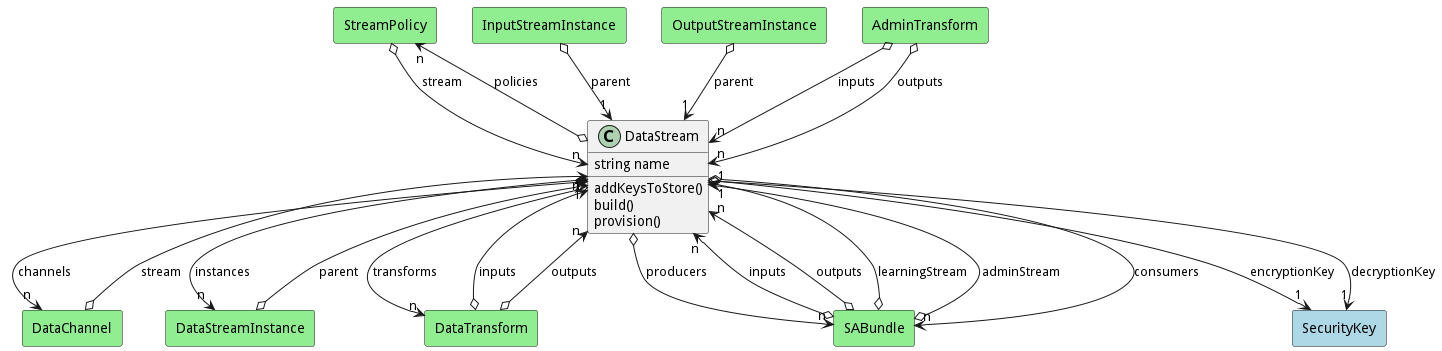 StreamPolicy
InputStreamInstance
OutputStreamInstance
AdminTransform
n
stream
policies
parent
parent
inputs
outputs
1
1
n
n
n
C DataStream
string name
addKeysToStore()
build()
provision()
1
1
n
n
n
channels
stream
instances
parent
transforms
inputs
outputs
producers
inputs
outputs
learningStream
adminStream
consumers
encryptionKey
decryptionKey
n
n
n
n
n
1
1
DataChannel
DataStreamInstance
DataTransform
SABundle
SecurityKey